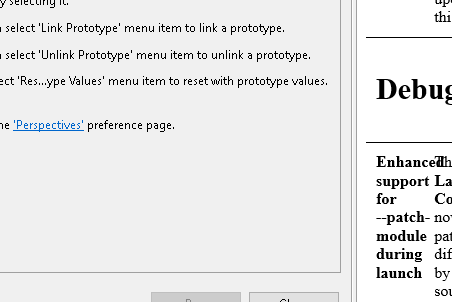 y selecting it.
select 'Link Prototype' menu item to link a prototype.
select 'Unlink Prototype' menu item to unlink a prototype.
ect 'Res...ype Values' menu item to reset with prototype values.
he 'Perspectives' preference page.
thi
Debug
Enhanced Th
support La
for Co
--patch- nov
module pat
during dif
launch by
sou